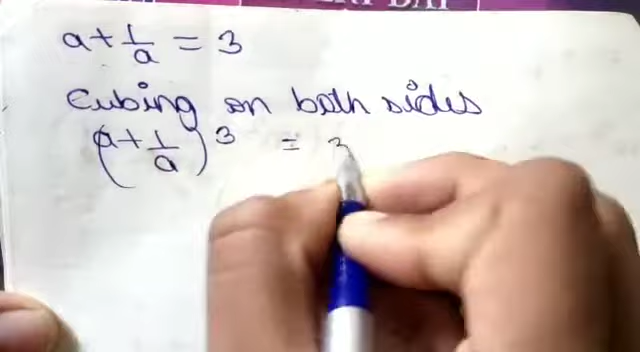 a + 1/a = 3
Cubing on both sides
(a + 1/a)³ = 3